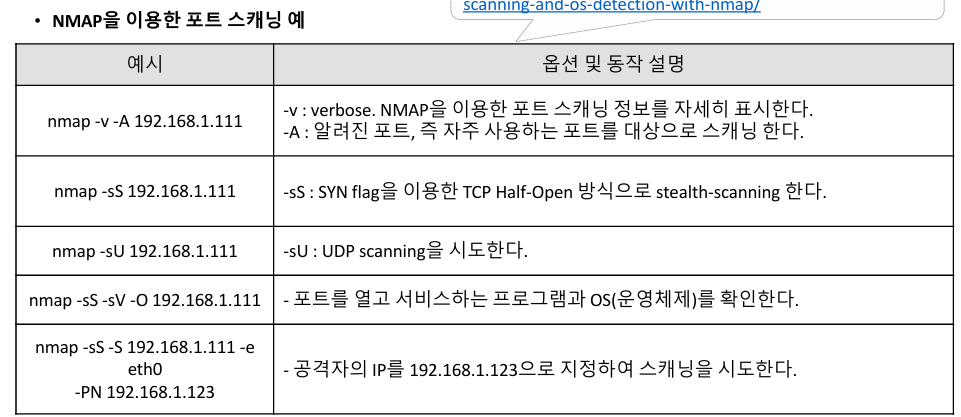 scanning-and-os-detection-with-nmap/
• NMAP을 이용한 포트 스캐닝 예
예시
옵션 및 동작 설명
nmap -v -A 192.168.1.111
-v : verbose. NMAP을 이용한 포트 스캐닝 정보를 자세히 표시한다.
-A : 알려진 포트, 즉 자주 사용하는 포트를 대상으로 스캐닝 한다.
nmap -sS 192.168.1.111
-sS : SYN flag을 이용한 TCP Half-Open 방식으로 stealth-scanning 한다.
nmap -sU 192.168.1.111
-sU : UDP scanning을 시도한다.
nmap -sS -sV -O 192.168.1.111
- 포트를 열고 서비스하는 프로그램과 OS(운영체제)를 확인한다.
nmap -sS -S 192.168.1.111 -e
eth0
-PN 192.168.1.123
- 공격자의 IP를 192.168.1.123으로 지정하여 스캐닝을 시도한다.